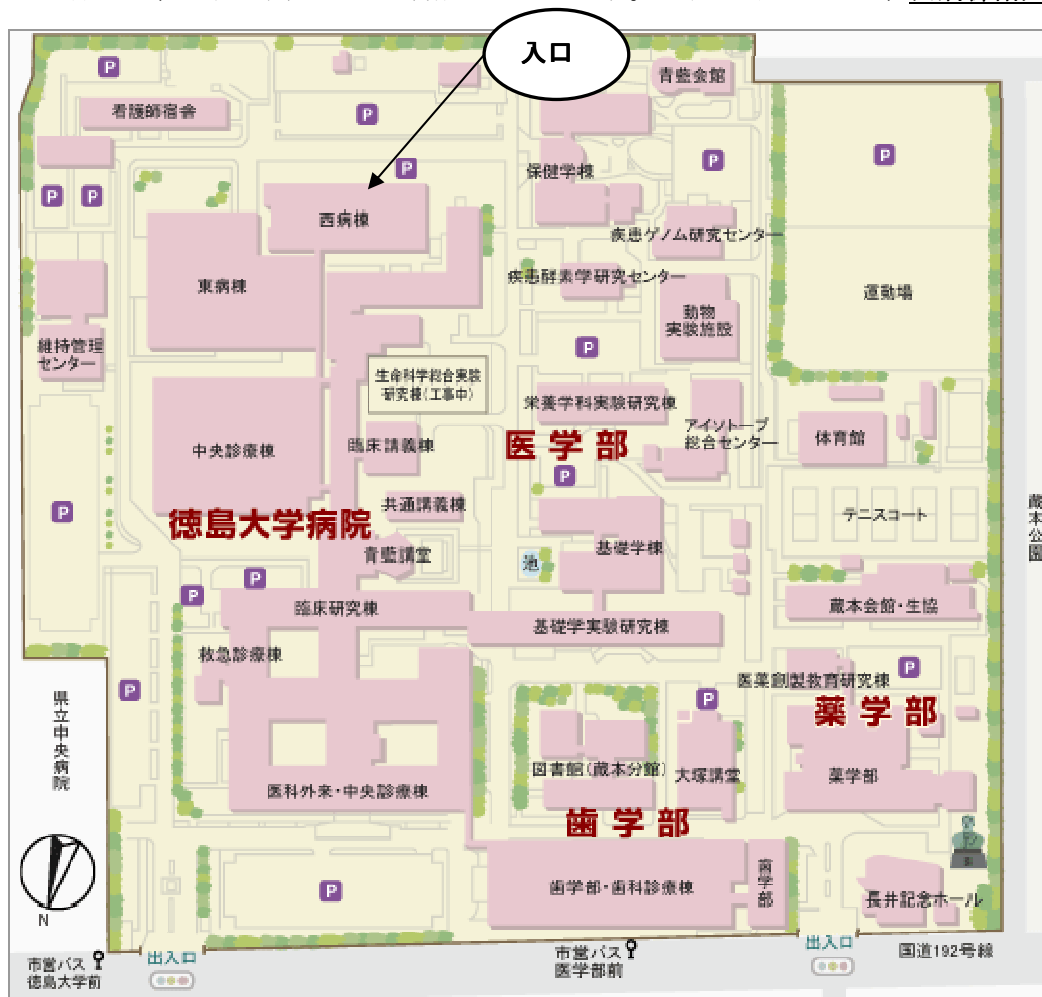 入口
青藍会館
P
看護師宿舎
P
P
保健学棟
P
P
P
P
西病棟
疾患ゲノム研究センター
疾患酵素学研究センター
東病棟
運動場
動物
実験施設
維持管理
センター
P
生命科学総合実験
・研究棟(工事中)
栄養学科実験研究棟
アイソトープ
総合センター
体育館
臨床講義棟
中央診療棟
医学部
P
共通講義棟
P
徳島大学病院
テニスコート
蔵本公園
青藍講堂
基礎学棟
池
P
P
臨床研究棟
蔵本会館・生協
基礎学実験研究棟
救急診療棟
P
医薬創製教育研究棟
P
P
県立中央病院
薬学部
図書館(蔵本分館)
大塚講堂
薬学部
医科外来・中央診療棟
歯学部
P
歯学部・歯科診療棟
歯学部
長井記念ホール
N
市営バス
徳島大学前
出入口
市営バス
医学部前
出入口
国道192号線